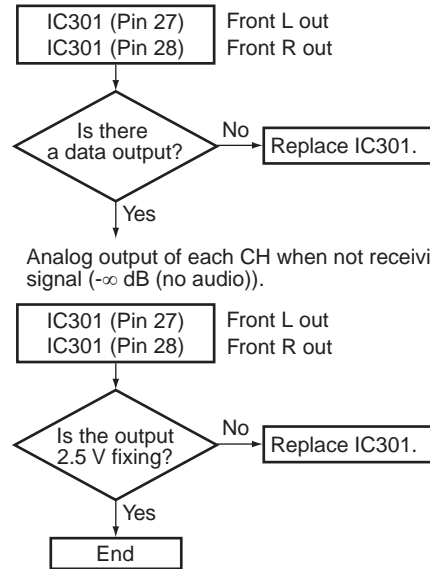 IC301 (Pin 27) Front L out
IC301 (Pin 28) Front R out
Is there
a data output?
No
Replace IC301.
Yes
Analog output of each CH when not receivi
signal (-∞ dB (no audio)).
IC301 (Pin 27) Front L out
IC301 (Pin 28) Front R out
Is the output
2.5 V fixing?
No
Replace IC301.
Yes
End